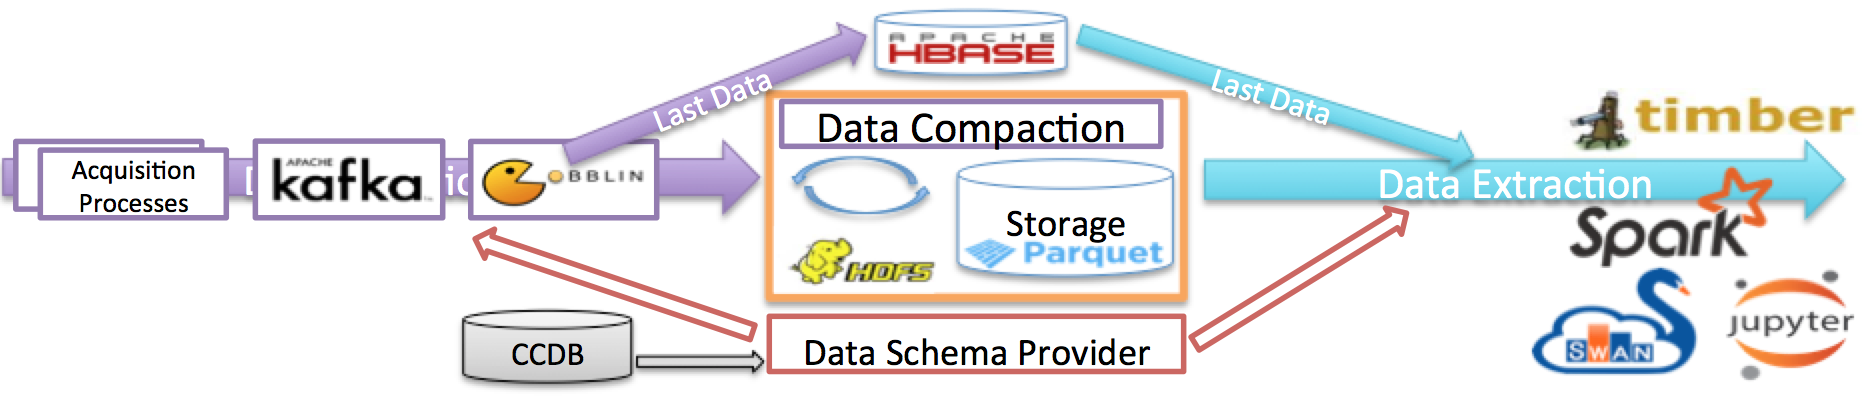 APACHE
HBASE
Last Data
Last Data
Data Compaction
timber
Acquisition
Processes
APACHE
kafka
GOBBLIN
Data Extraction
Storage
Parquet
HDFS
Spark
CCDB
Data Schema Provider
SWAN
jupyter